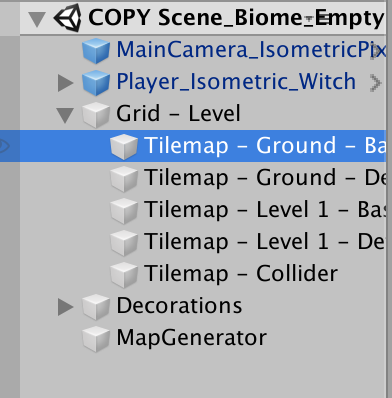 COPY Scene_Biome_Empty
MainCamera_IsometricPix
Player_Isometric_Witch
Grid - Level
Tilemap - Ground - Ba
Tilemap - Ground - De
Tilemap - Level 1 - Bas
Tilemap - Level 1 - De
Tilemap - Collider
Decorations
MapGenerator